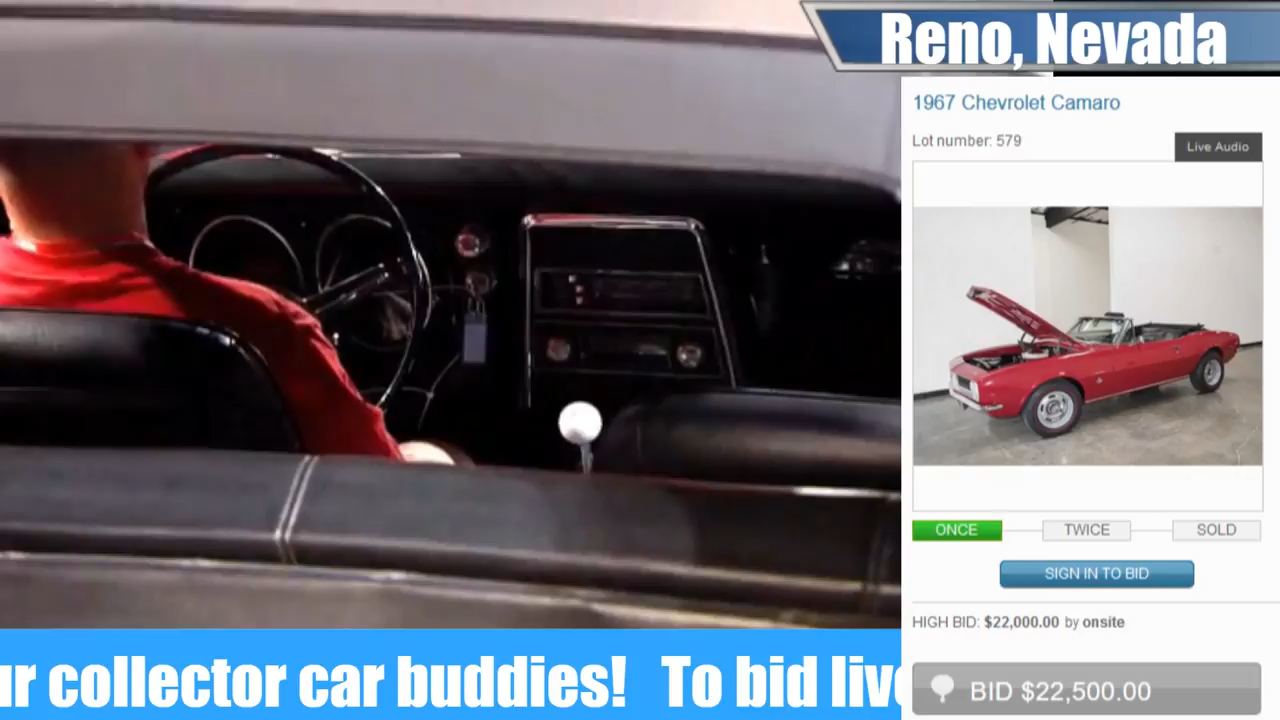 Reno, Nevada
1967 Chevrolet Camaro
Lot number: 579
Live Audio
ONCE
TWICE
SOLD
SIGN IN TO BID
HIGH BID: $22,000.00 by onsite
BID $22,500.00
ur collector car buddies! To bid live